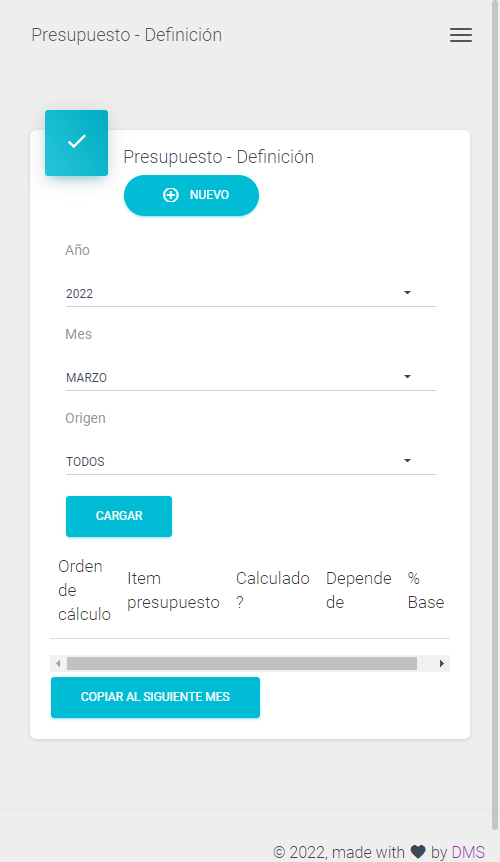 Presupuesto - Definición
Presupuesto - Definición
NUEVO
Año
2022
Mes
MARZO
Origen
TODOS
CARGAR
Orden de cálculo
Item presupuesto
Calculado ?
Depende de
% Base
COPIAR AL SIGUIENTE MES
© 2022, made with by DMS